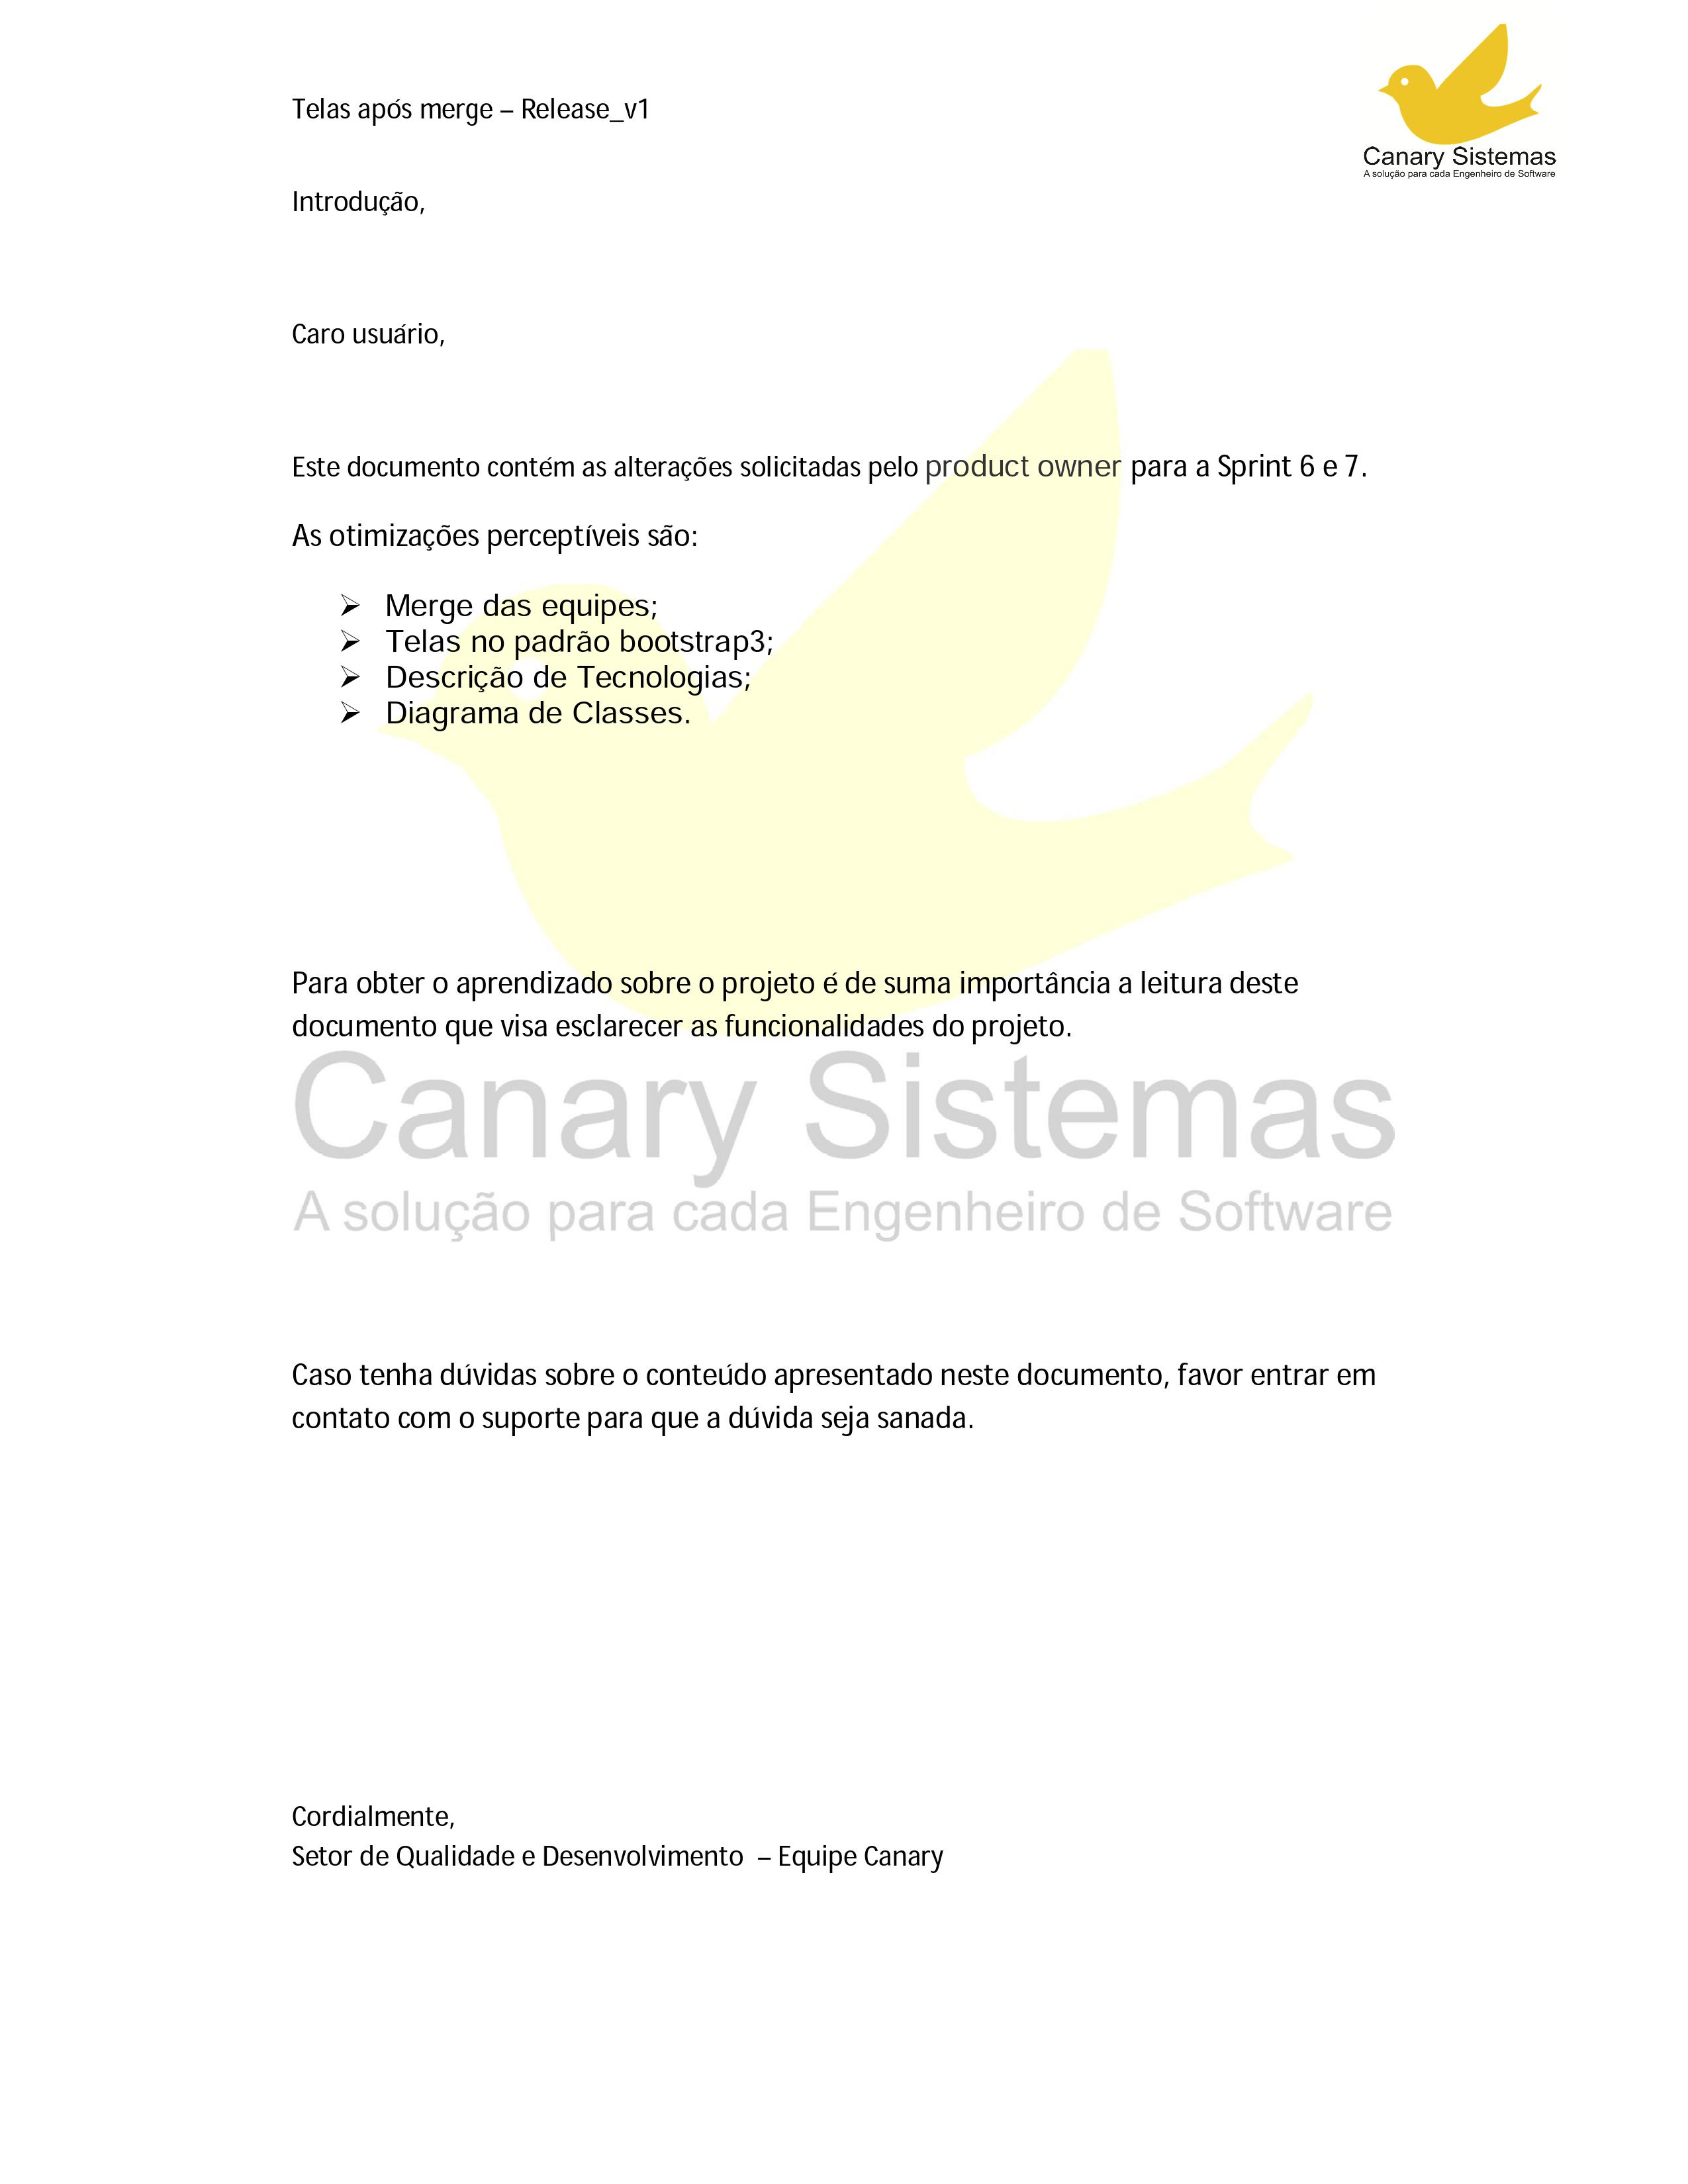 Telas após merge – Release_v1
Canary Sistemas
A solução para cada Engenheiro de Software
Introdução,
Caro usuário,
Este documento contém as alterações solicitadas pelo product owner para a Sprint 6 e 7.
As otimizações perceptíveis são:
➢ Merge das equipes;
➢ Telas no padrão bootstrap3;
➢ Descrição de Tecnologias;
➢ Diagrama de Classes.
Para obter o aprendizado sobre o projeto é de suma importância a leitura deste
documento que visa esclarecer as funcionalidades do projeto.
Canary Sistemas
A solução para cada Engenheiro de Software
Caso tenha dúvidas sobre o conteúdo apresentado neste documento, favor entrar em
contato com o suporte para que a dúvida seja sanada.
Cordialmente,
Setor de Qualidade e Desenvolvimento – Equipe Canary